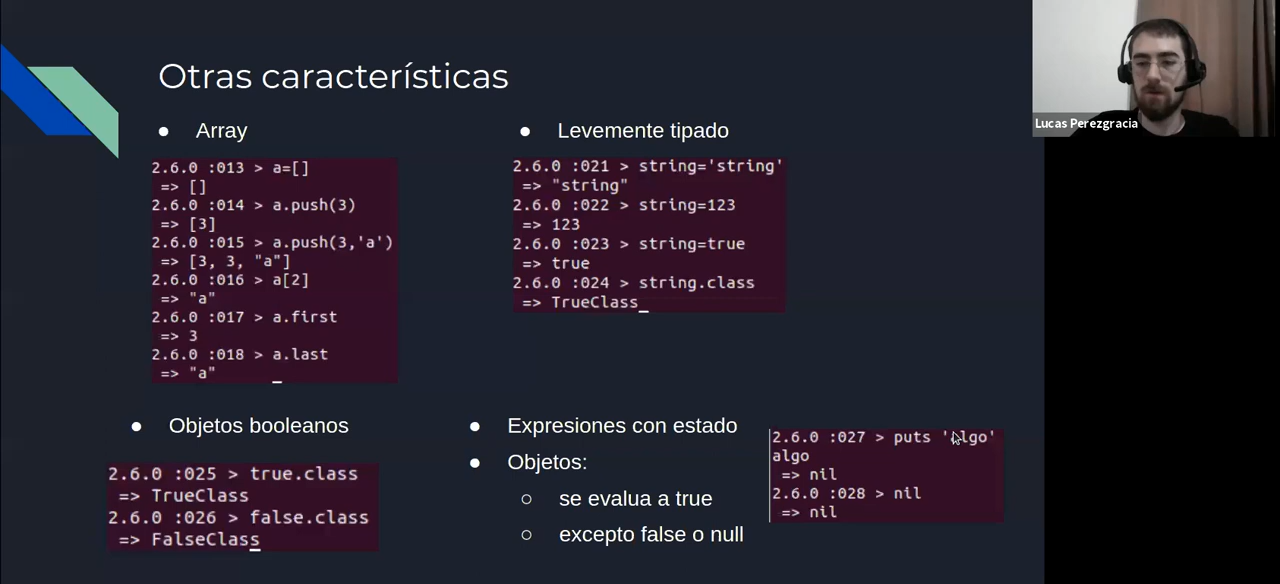 Otras características
Lucas Perezgracia
● Array
2.6.0 :013 > a=[]
=> []
2.6.0 :014 > a.push(3)
=> [3]
2.6.0 :015 > a.push(3,'a')
=> [3, 3, "a"]
2.6.0 :016 > a[2]
=> "a"
2.6.0 :017 > a.first
=> 3
2.6.0 :018 > a.last
=> "a"
● Levemente tipado
2.6.0 :021 > string='string'
=> "string"
2.6.0 :022 > string=123
=> 123
2.6.0 :023 > string=true
=> true
2.6.0 :024 > string.class
=> TrueClass_
● Objetos booleanos
2.6.0 :025 > true.class
=> TrueClass
2.6.0 :026 > false.class
=> FalseClass
● Expresiones con estado
● Objetos:
○ se evalua a true
○ excepto false o null
2.6.0 :027 > puts 'algo'
algo
=> nil
2.6.0 :028 > nil
=> nil